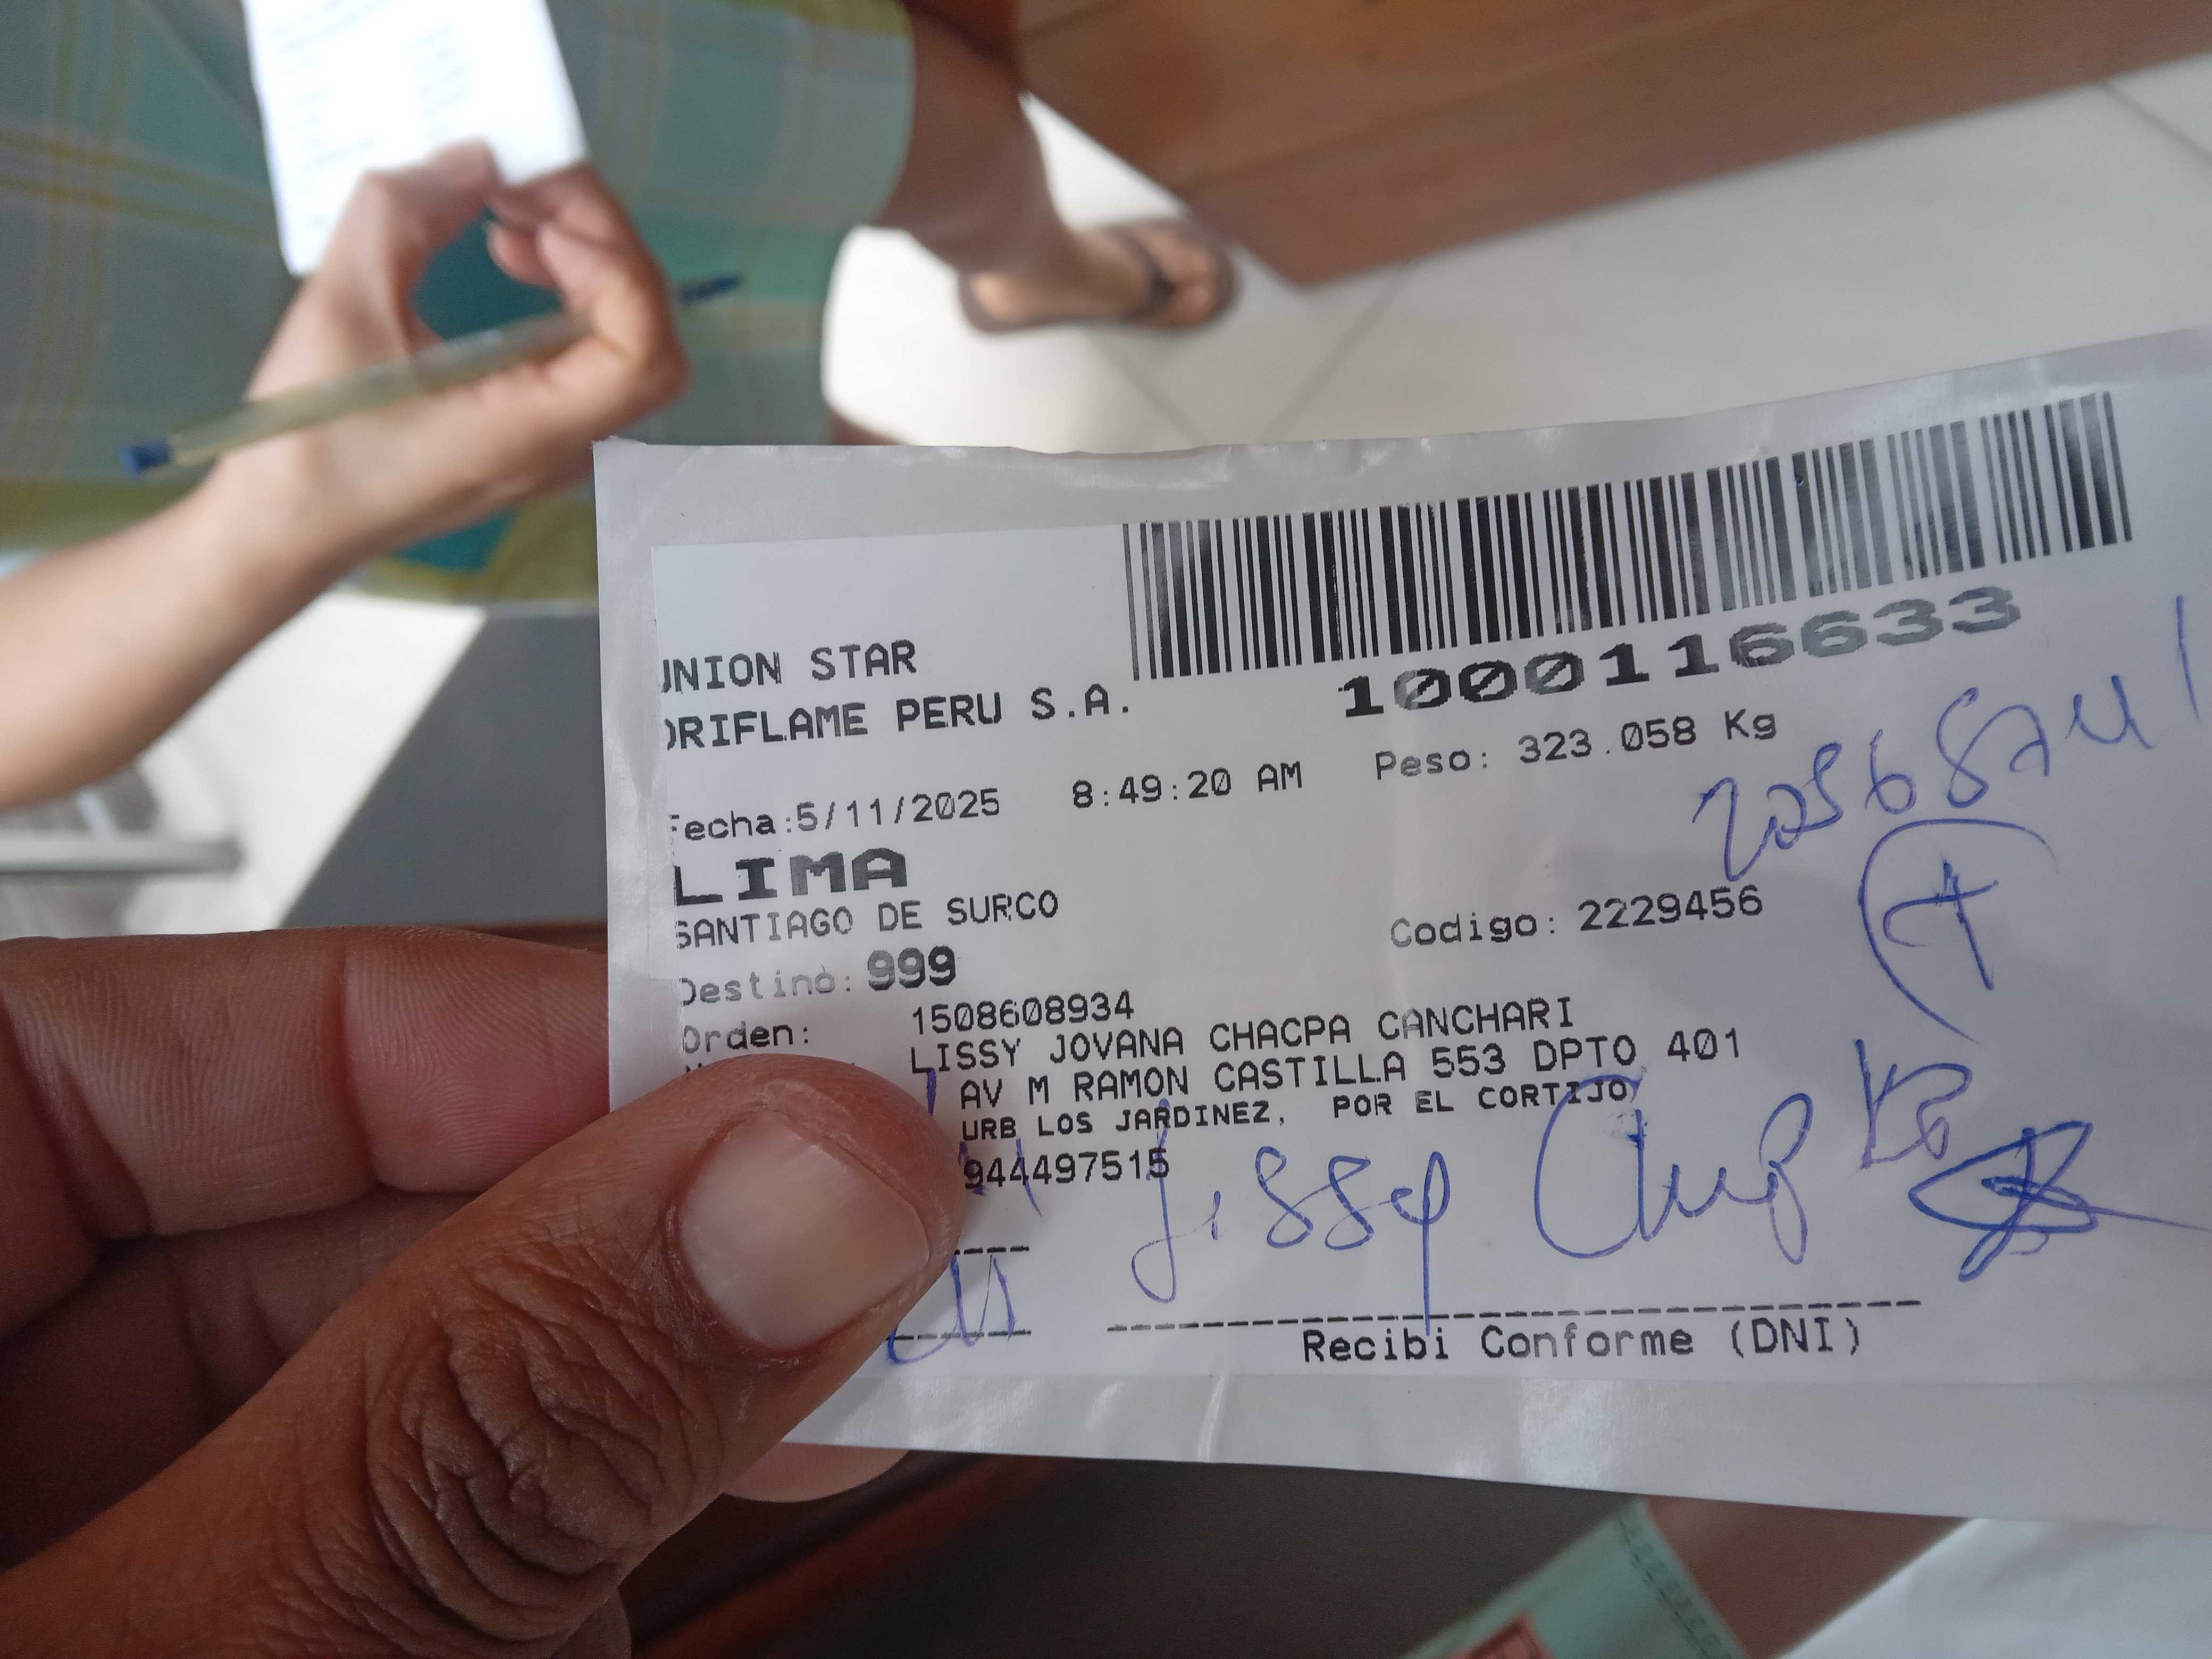 UNION STAR
ORIFLAME PERU S.A.
1000116633
Fecha:5/11/2025 8:49:20 AM Peso: 323.058 Kg
LIMA
SANTIAGO DE SURCO
Destino: 999 Codigo: 2229456
Orden: 1508608934
LISSY JOVANA CHACPA CANCHARI
AV M RAMON CASTILLA 553 DPTO 401
URB LOS JARDINEZ, POR EL CORTIJO
944497515
Lissy
Recibi Conforme (DNI)